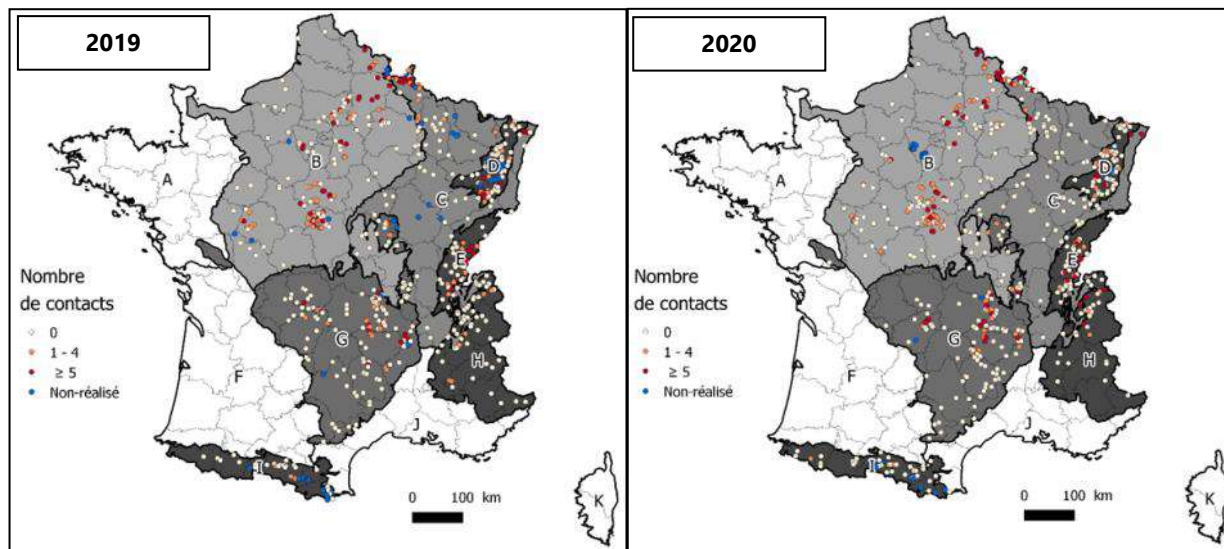 2019
A
B
C
D
E
F
G
H
I
J
K
Nombre
de contacts
0
1 - 4
≥ 5
Non-réalisé
0 100 km
2020
A
B
C
D
E
F
G
H
I
J
K
Nombre
de contacts
0
1 - 4
≥ 5
Non-réalisé
0 100 km